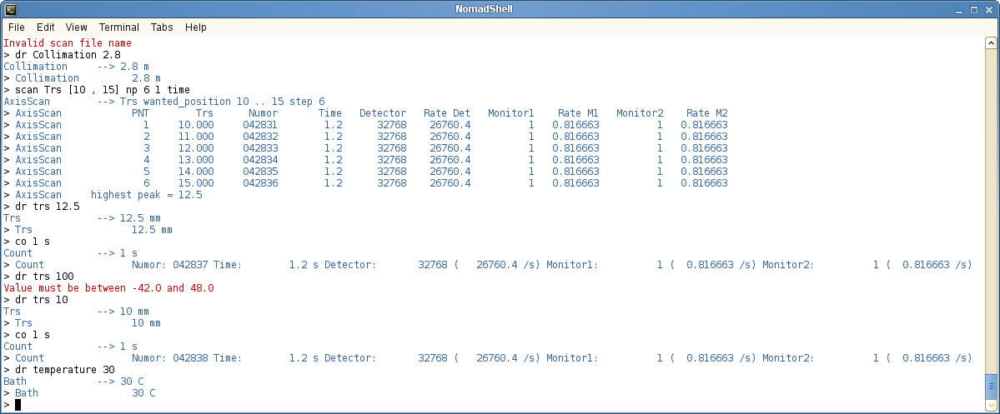 NomadShell
File Edit View Terminal Tabs Help
Invalid scan file name
> dr Collimation 2.8
Collimation --> 2.8 m
> Collimation 2.8 m
> scan Trs [10 , 15] np 6 1 time
AxisScan --> Trs wanted_position 10 .. 15 step 6
> AxisScan PNT Trs Numor Time Detector Rate Det Monitor1 Rate M1 Monitor2 Rate M2
> AxisScan 1 10.000 042831 1.2 32768 26760.4 1 0.816663 1 0.816663
> AxisScan 2 11.000 042832 1.2 32768 26760.4 1 0.816663 1 0.816663
> AxisScan 3 12.000 042833 1.2 32768 26760.4 1 0.816663 1 0.816663
> AxisScan 4 13.000 042834 1.2 32768 26760.4 1 0.816663 1 0.816663
> AxisScan 5 14.000 042835 1.2 32768 26760.4 1 0.816663 1 0.816663
> AxisScan 6 15.000 042836 1.2 32768 26760.4 1 0.816663 1 0.816663
> AxisScan highest peak = 12.5
> dr trs 12.5
Trs --> 12.5 mm
> Trs 12.5 mm
> co 1 s
Count --> 1 s
> Count Numor: 042837 Time: 1.2 s Detector: 32768 ( 26760.4 /s) Monitor1: 1 ( 0.816663 /s) Monitor2: 1 ( 0.816663 /s)
> dr trs 100
Value must be between -42.0 and 48.0
> dr trs 10
Trs --> 10 mm
> Trs 10 mm
> co 1 s
Count --> 1 s
> Count Numor: 042838 Time: 1.2 s Detector: 32768 ( 26760.4 /s) Monitor1: 1 ( 0.816663 /s) Monitor2: 1 ( 0.816663 /s)
> dr temperature 30
Bath --> 30 C
> Bath 30 C
>